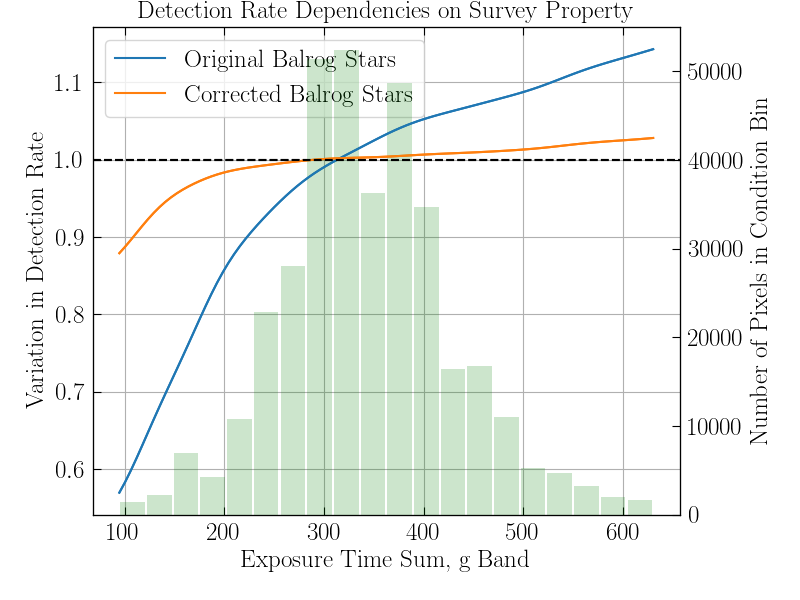 Detection Rate Dependencies on Survey Property
Original Balrog Stars
Corrected Balrog Stars
Variation in Detection Rate
1.1
1.0
0.9
0.8
0.7
0.6
50000
40000
30000
20000
10000
0
Number of Pixels in Condition Bin
100 200 300 400 500 600
Exposure Time Sum, g Band